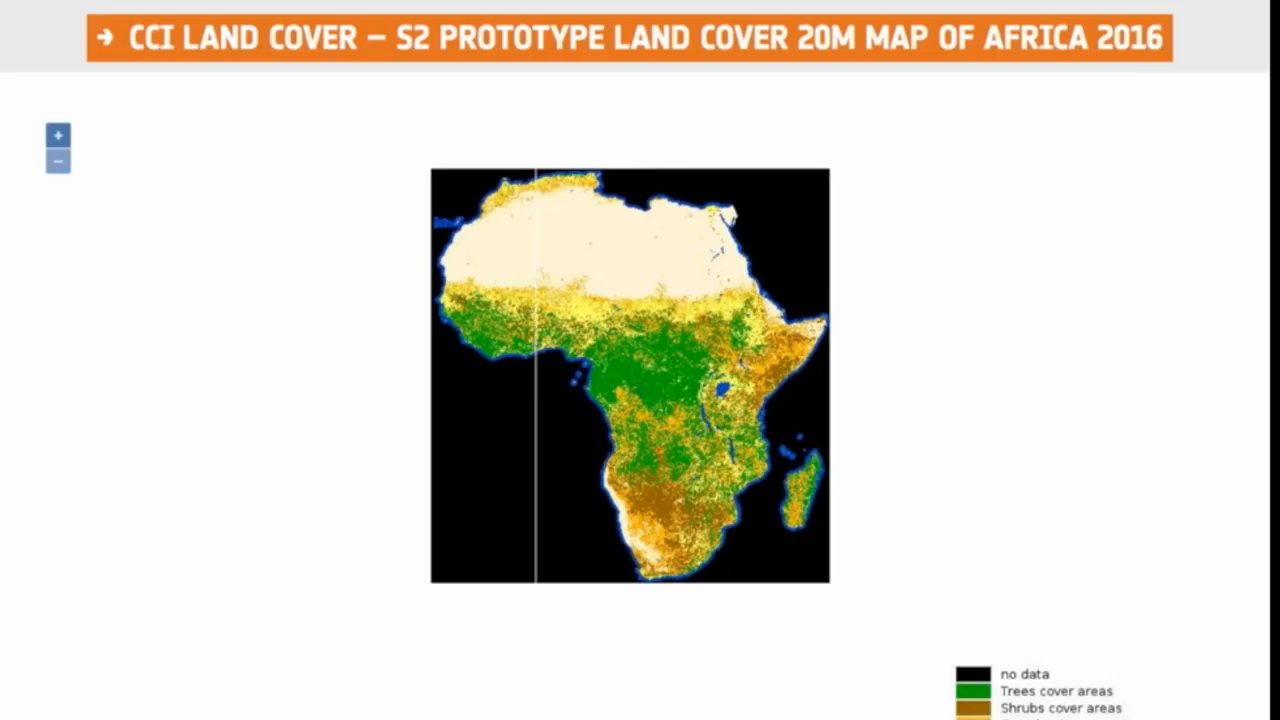 → CCI LAND COVER – S2 PROTOTYPE LAND COVER 20M MAP OF AFRICA 2016
+
–
no data
Trees cover areas
Shrubs cover areas